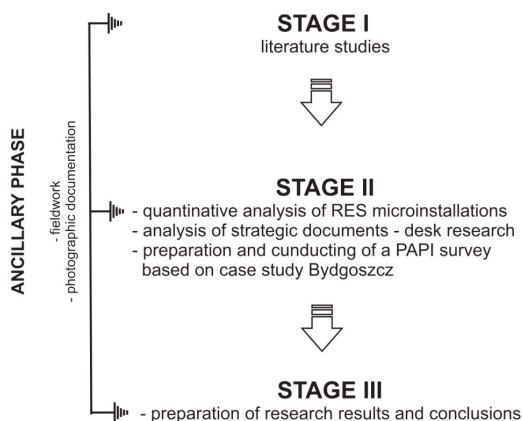 ANCILLARY PHASE
- fieldwork
- photographic documentation
STAGE I
literature studies
STAGE II
- quantinative analysis of RES microinstallations
- analysis of strategic documents - desk research
- preparation and cunducting of a PAPI survey
based on case study Bydgoszcz
STAGE III
- preparation of research results and conclusions